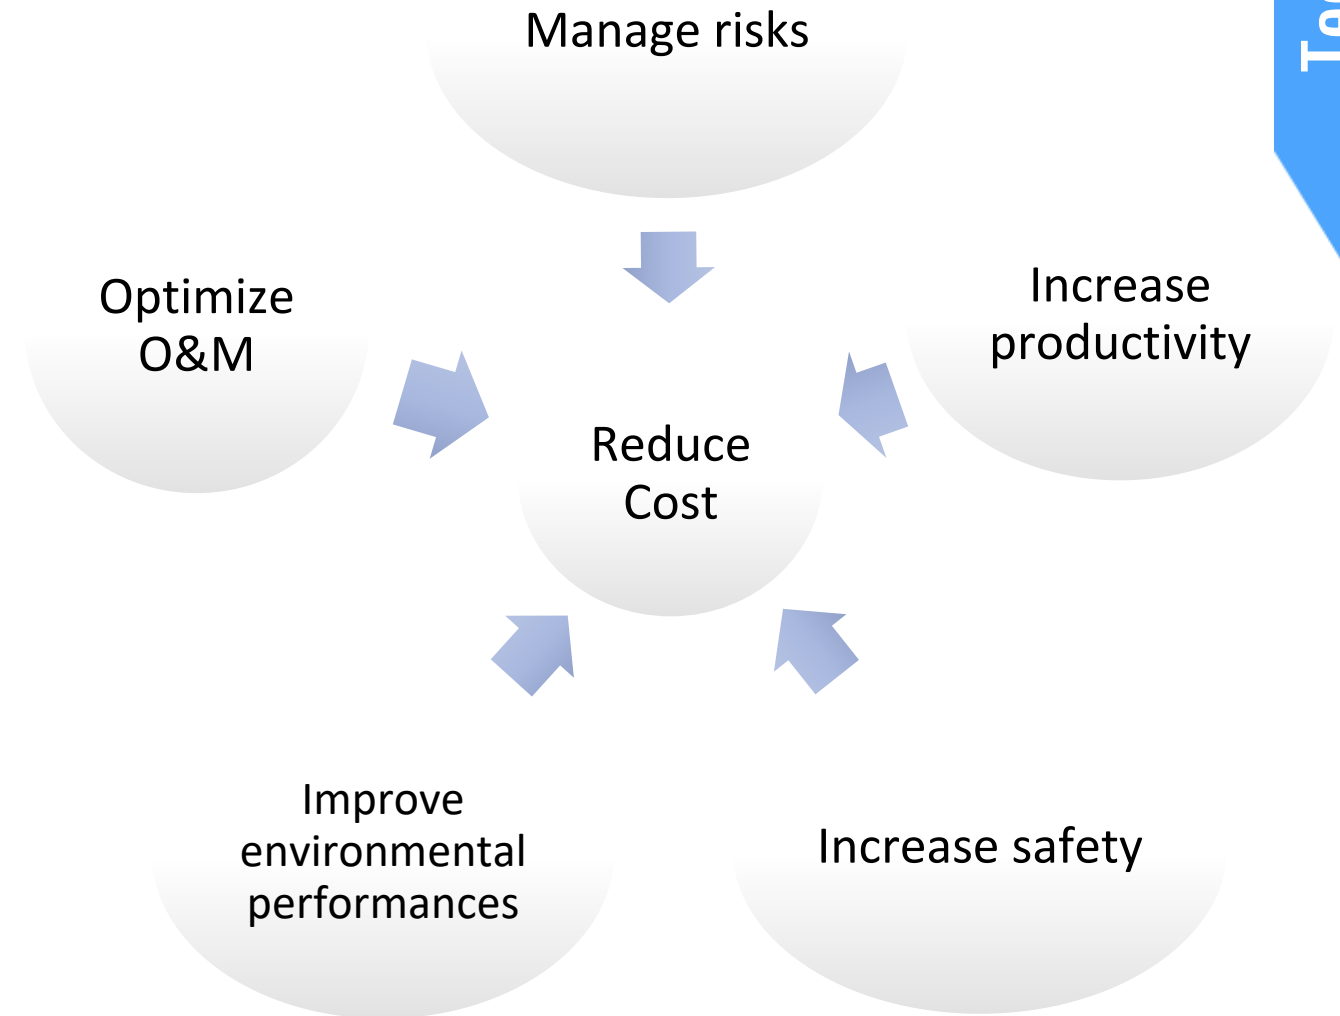 Manage risks
Optimize
O&M
Increase
productivity
Reduce
Cost
Improve
environmental
performances
Increase safety